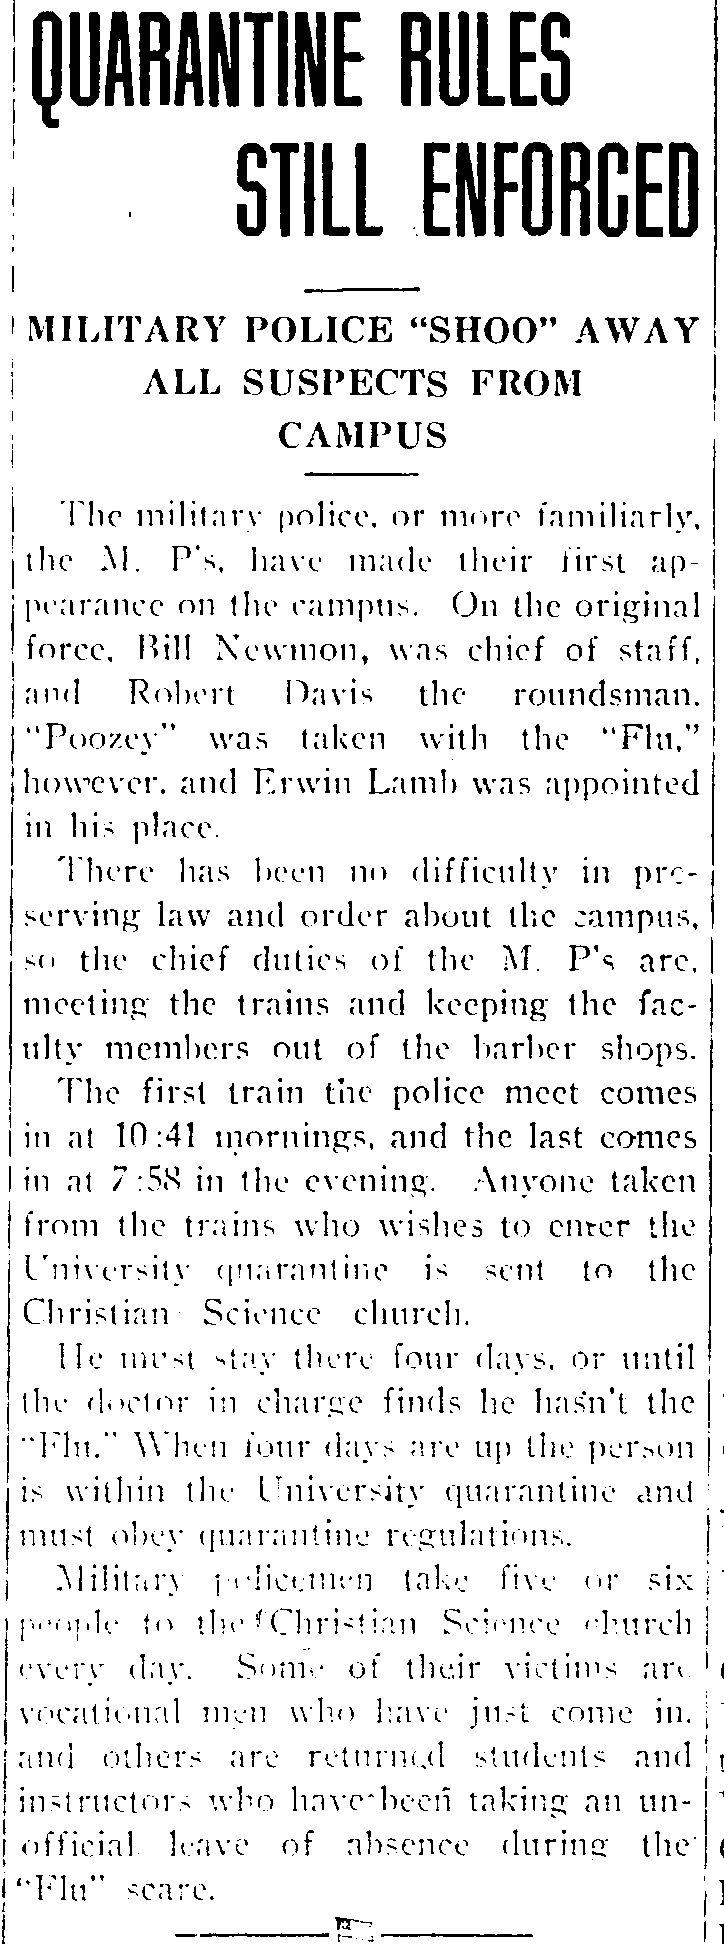 QUARANTINE RULES
STILL ENFORCED
MILITARY POLICE “SHOO” AWAY
ALL SUSPECTS FROM
CAMPUS
The military police, or more familiarly,
the M. P's, have made their first ap-
pearance on the campus. On the original
force, Bill Newmon, was chief of staff,
and Robert Davis the roundsman.
“Poozey” was taken with the “Flu,”
however, and Erwin Lamb was appointed
in his place.
There has been no difficulty in pre-
serving law and order about the campus,
so the chief duties of the M. P's are,
meeting the trains and keeping the fac-
ulty members out of the barber shops.
The first train the police meet comes
in at 10:41 mornings, and the last comes
in at 7:58 in the evening. Anyone taken
from the trains who wishes to enter the
University quarantine is sent to the
Christian Science church.
He must stay there four days, or until
the doctor in charge finds he hasn't the
“Flu.” When four days are up the person
is within the University quarantine and
must obey quarantine regulations.
Military policemen take five or six
people to the Christian Science church
every day. Some of their victims are
vocational men who have just come in,
and others are returned students and
instructors who have been taking an un-
official leave of absence during the
“Flu” scare.